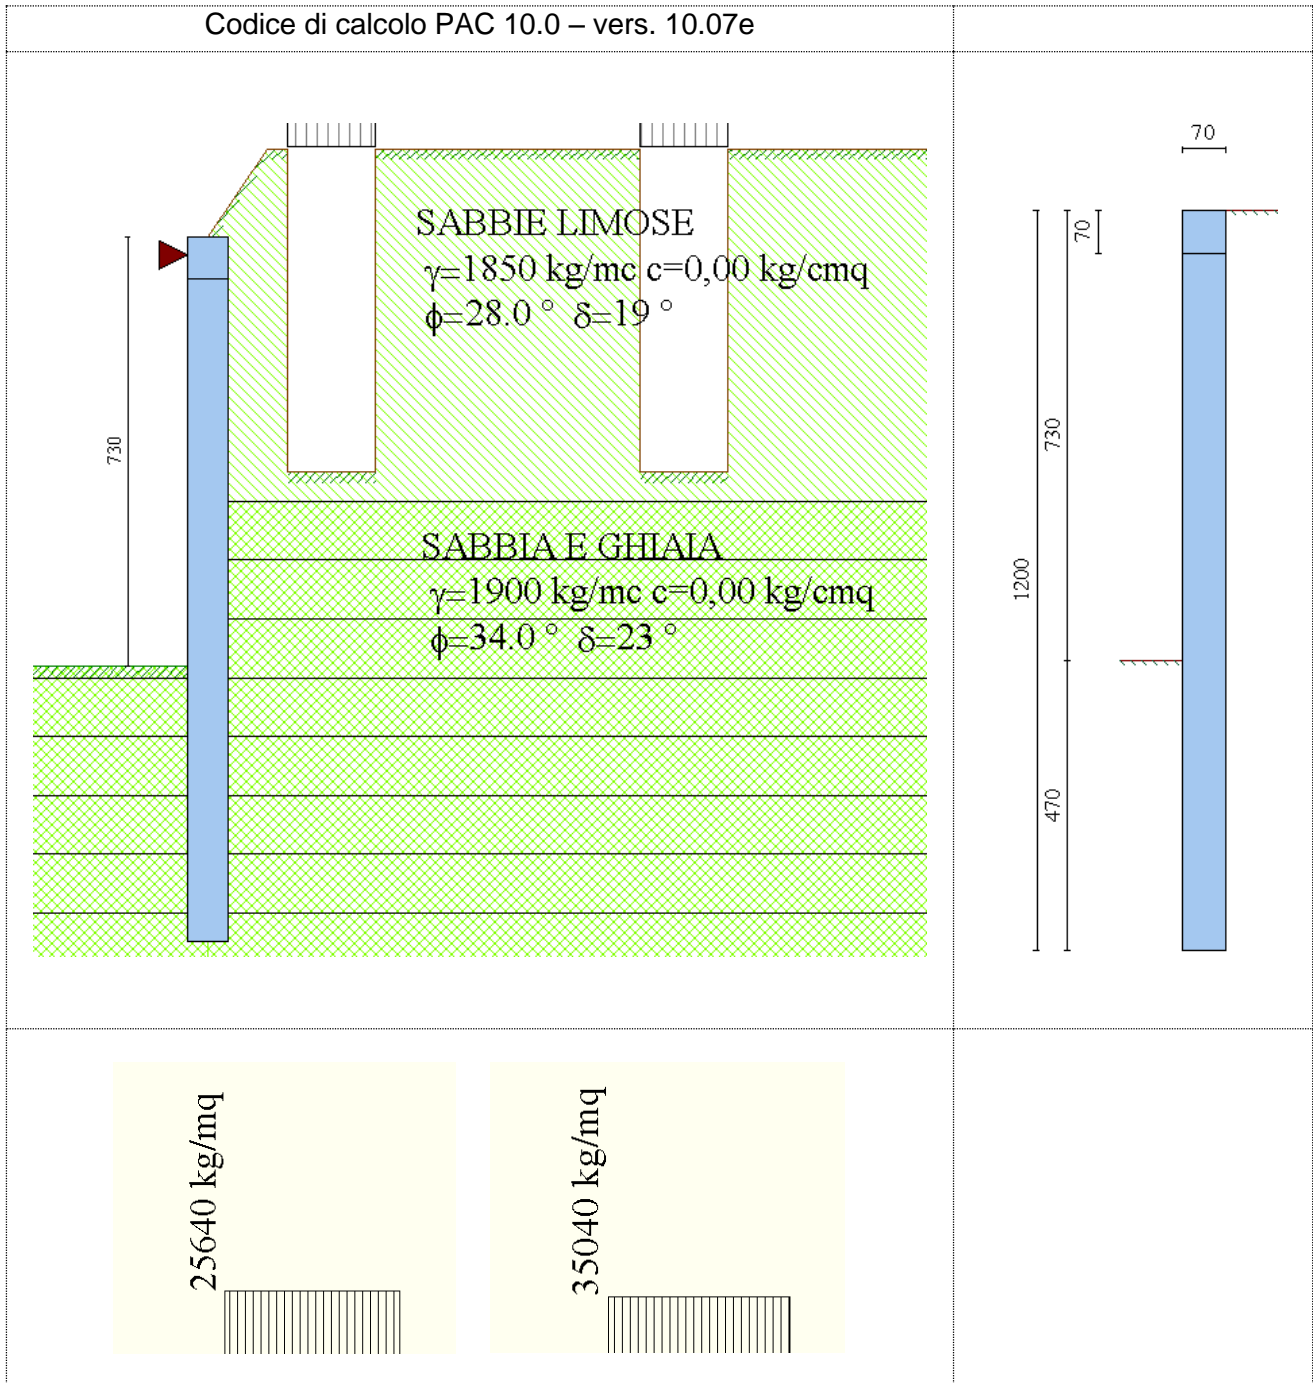 Codice di calcolo PAC 10.0 – vers. 10.07e
SABBIE LIMOSE
γ=1850 kg/mc c=0,00 kg/cmq
ϕ=28.0 ° δ=19 °
730
SABBIA E GHIAIA
γ=1900 kg/mc c=0,00 kg/cmq
ϕ=34.0 ° δ=23 °
70
70
730
1200
470
25640 kg/mq
35040 kg/mq